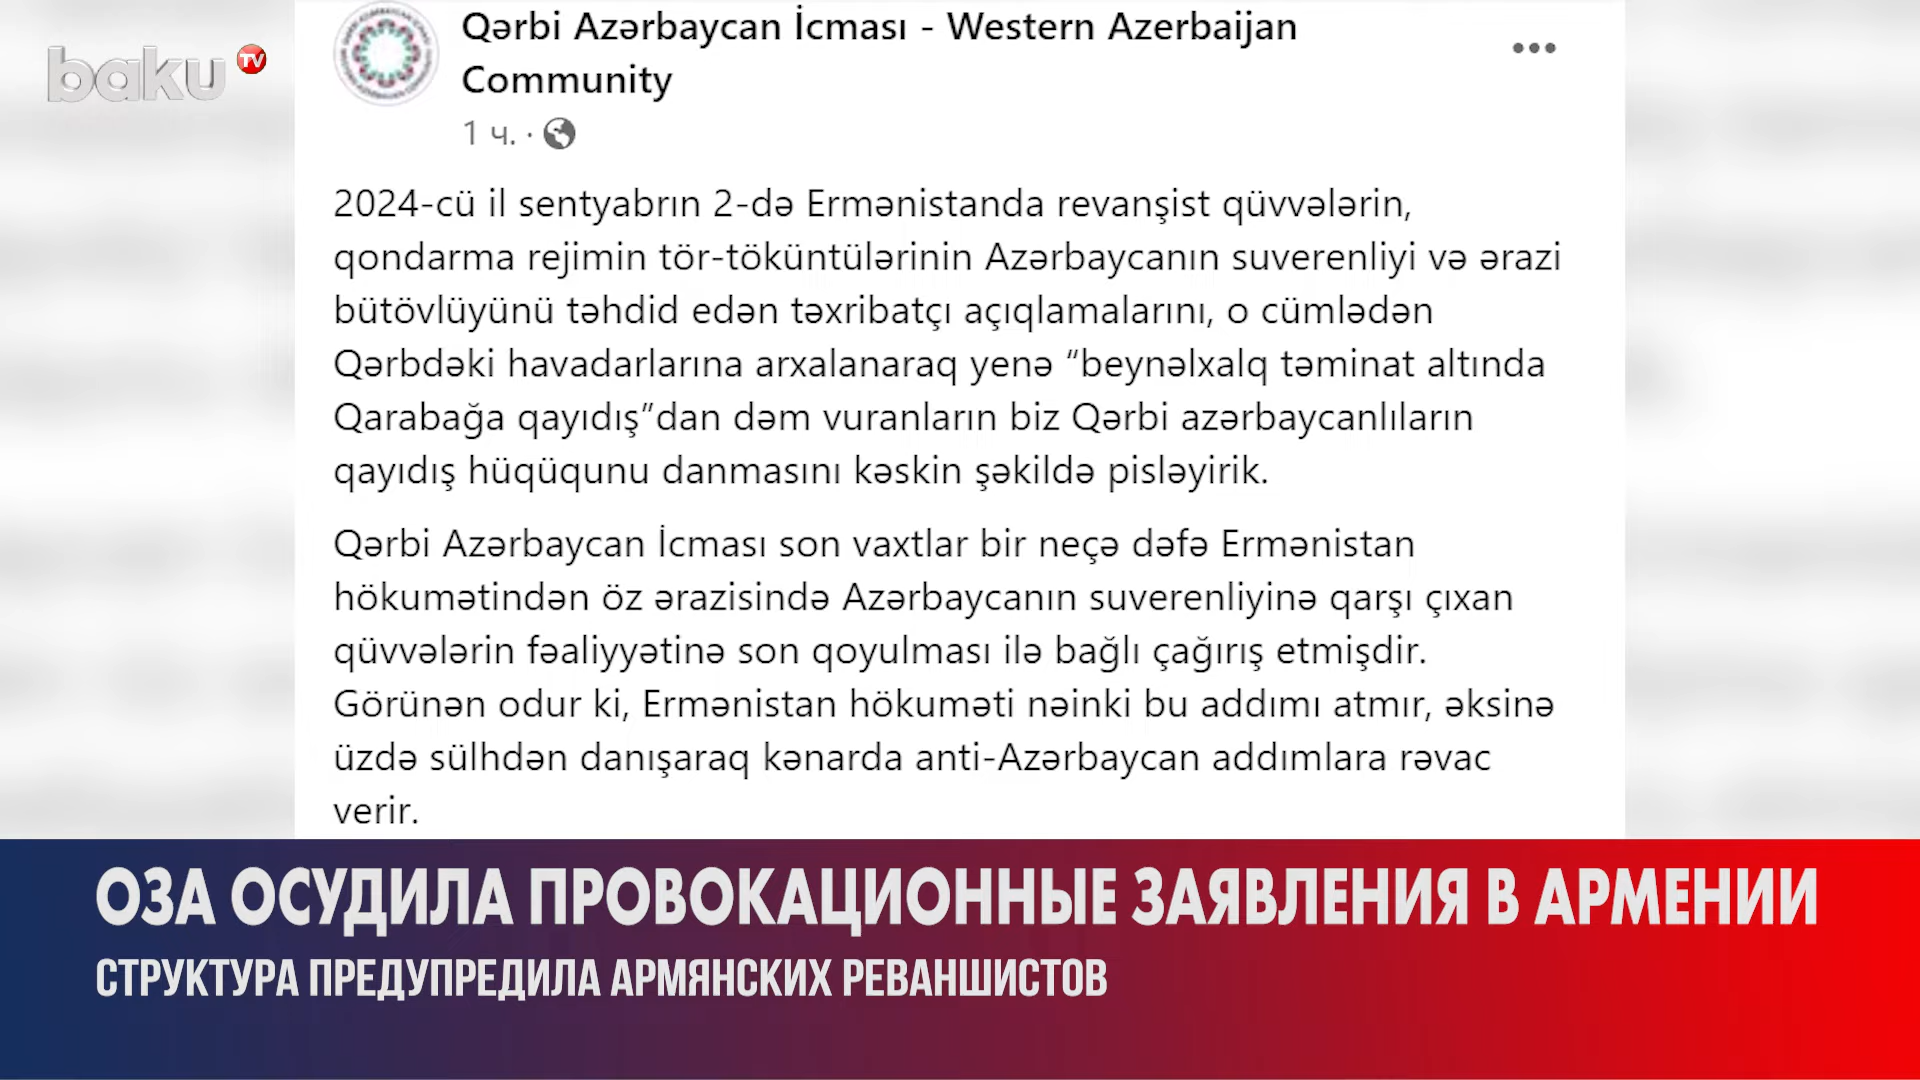 baku TV
Qərbi Azərbaycan İcması - Western Azerbaijan
Community
1 ч. ·
2024-cü il sentyabrın 2-də Ermənistanda revanşist qüvvələrin,
qondarma rejimin tör-töküntülərinin Azərbaycanın suverenliyi və ərazi
bütövlüyünü təhdid edən təxribatçı açıqlamalarını, o cümlədən
Qərbdəki havadarlarına arxalanaraq yenə “beynəlxalq təminat altında
Qarabağa qayıdış”dan dəm vuranların biz Qərbi azərbaycanlıların
qayıdış hüqüqunu danmasını kəskin şəkildə pisləyirik.
Qərbi Azərbaycan İcması son vaxtlar bir neçə dəfə Ermənistan
hökumətindən öz ərazisində Azərbaycanın suverenliyinə qarşı çıxan
qüvvələrin fəaliyyətinə son qoyulması ilə bağlı çağırış etmişdir.
Görünən odur ki, Ermənistan hökuməti nəinki bu addımı atmır, əksinə
üzdə sülhdən danışaraq kənarda anti-Azərbaycan addımlara rəvac
verir.
ОЗА ОСУДИЛА ПРОВОКАЦИОННЫЕ ЗАЯВЛЕНИЯ В АРМЕНИИ
СТРУКТУРА ПРЕДУПРЕДИЛА АРМЯНСКИХ РЕВАНШИСТОВ